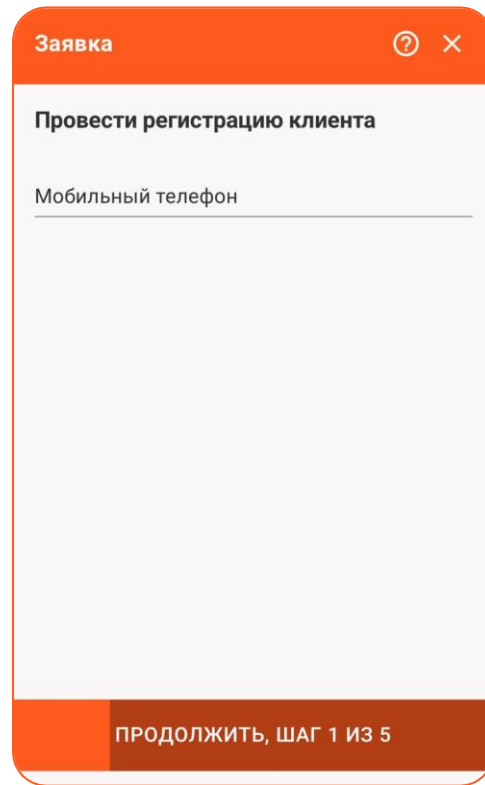 Заявка
Провести регистрацию клиента
Мобильный телефон
ПРОДОЛЖИТЬ, ШАГ 1 ИЗ 5